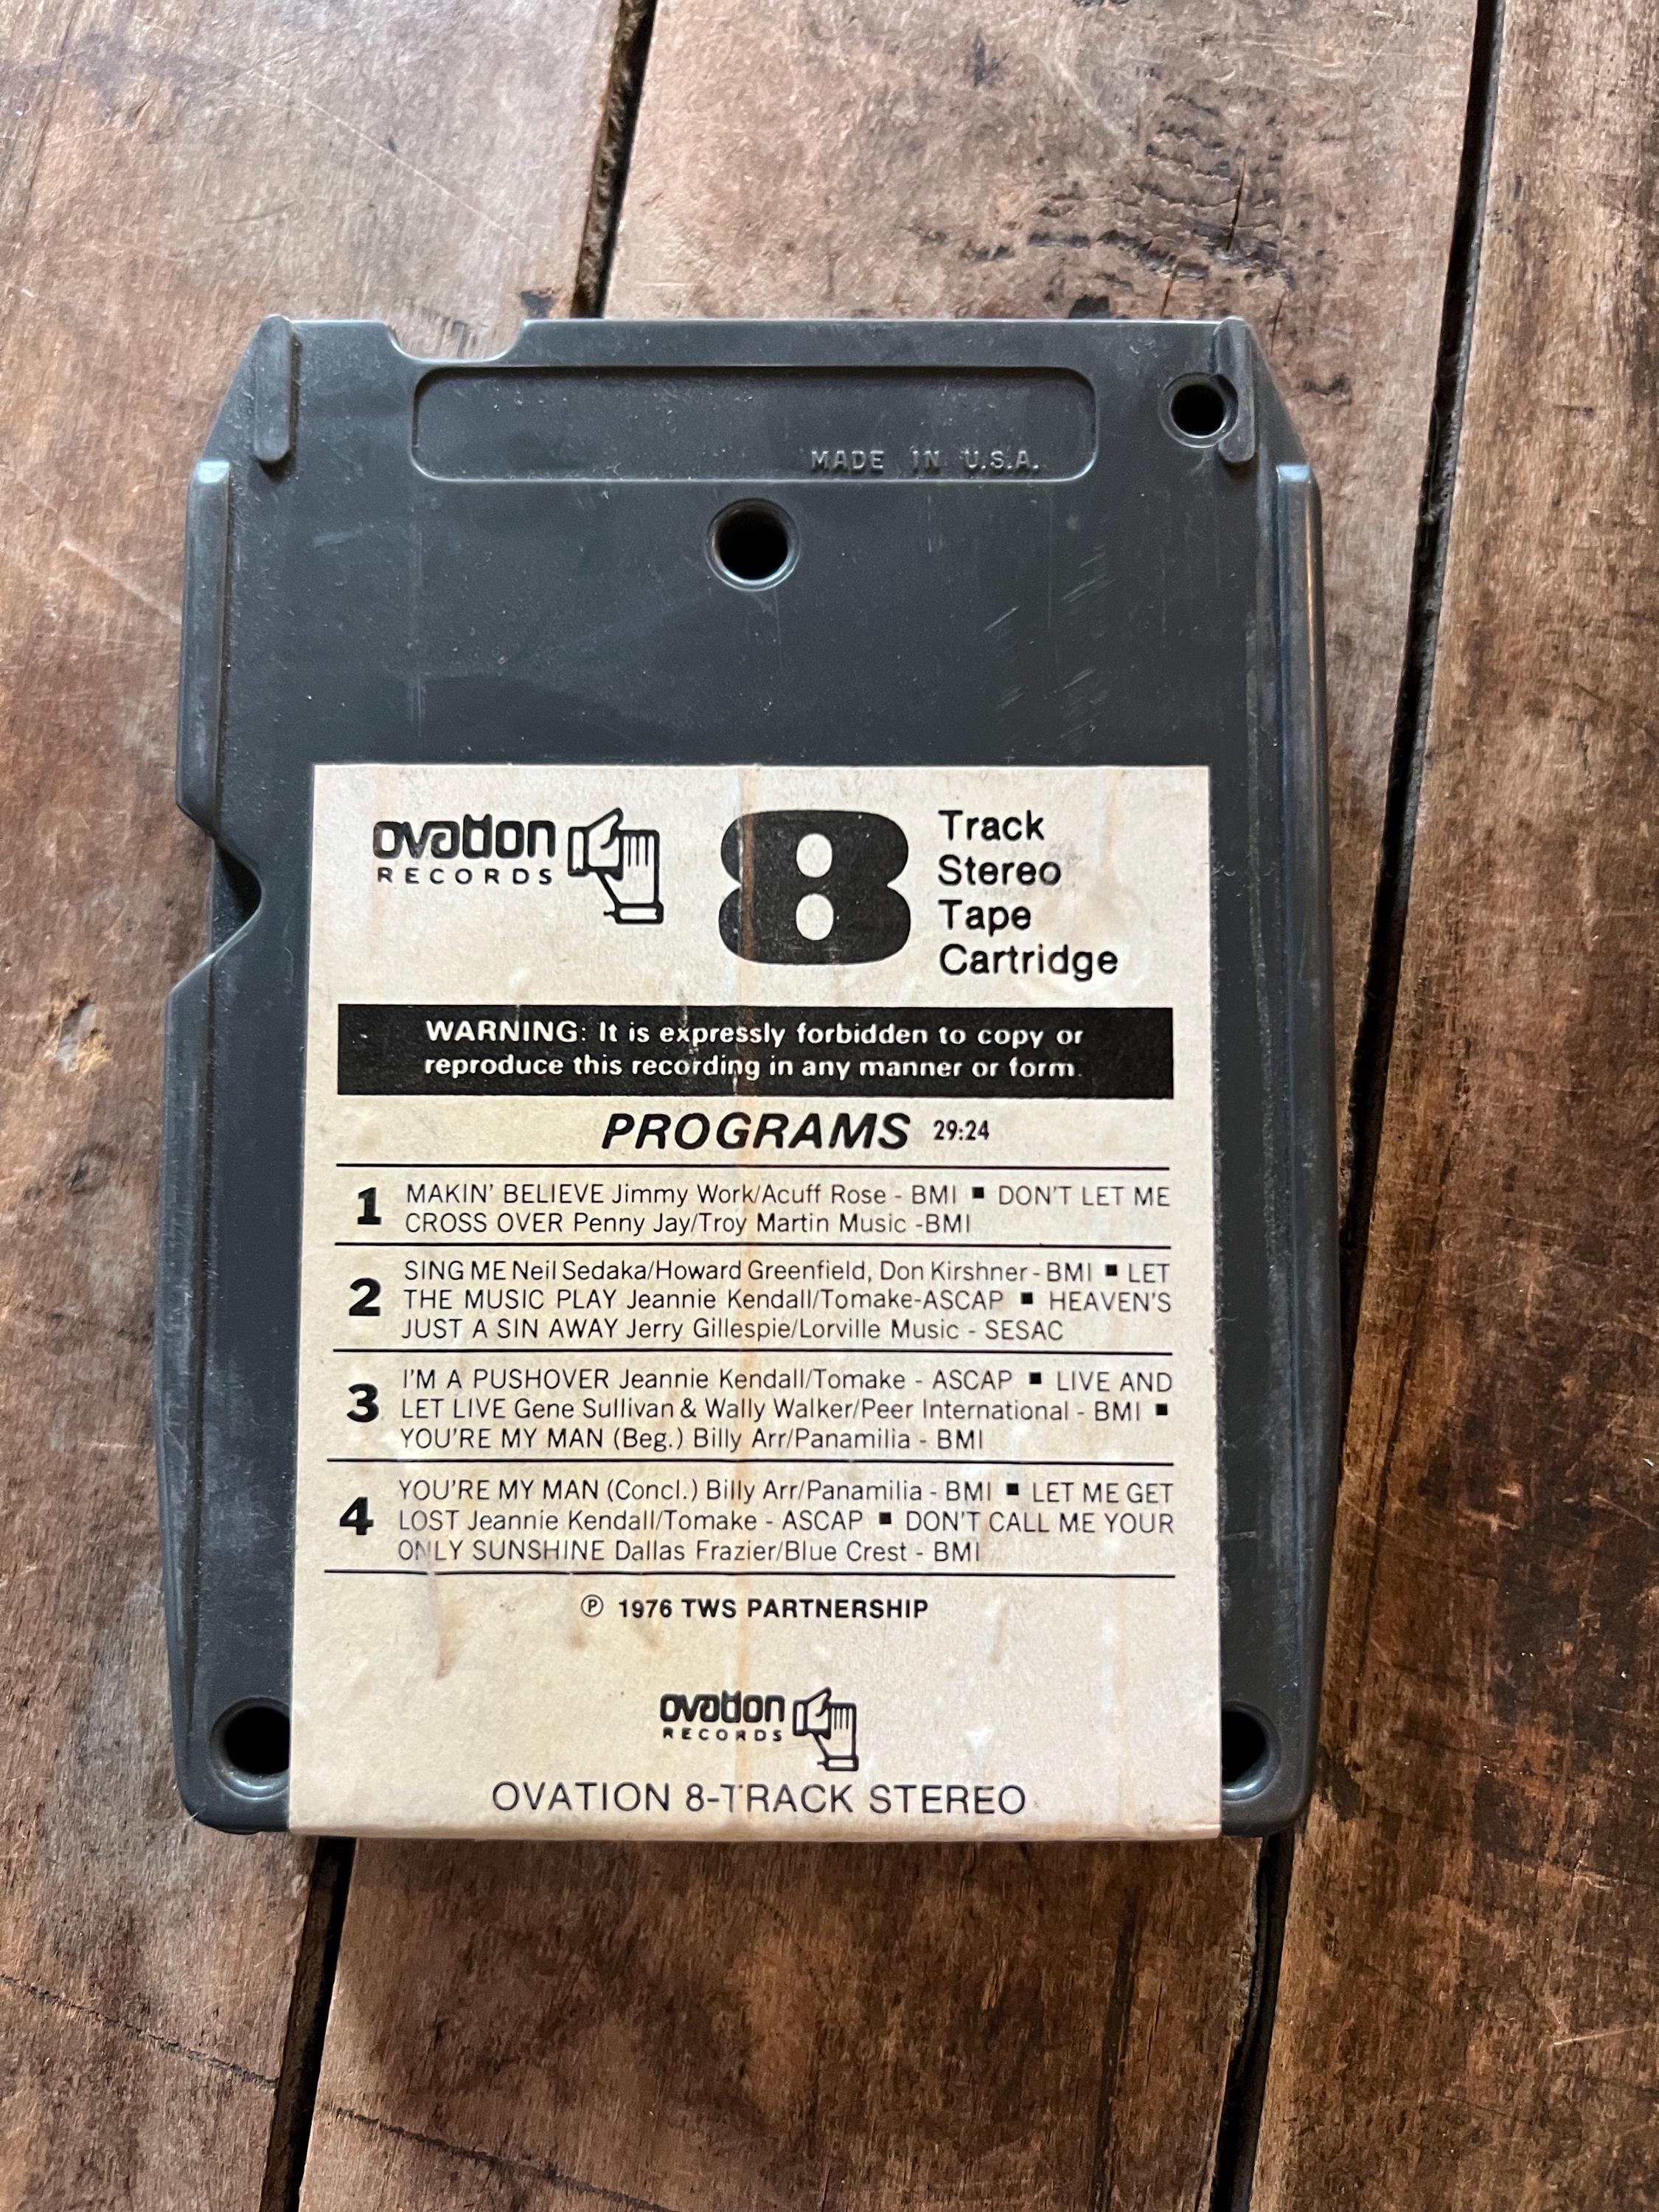 MADE IN U.S.A.
ovation
RECORDS
8
Track
Stereo
Tape
Cartridge
WARNING: It is expressly forbidden to copy or
reproduce this recording in any manner or form.
PROGRAMS 29:24
1 MAKIN' BELIEVE Jimmy Work/Acuff Rose - BMI ■ DON'T LET ME
CROSS OVER Penny Jay/Troy Martin Music -BMI
2 SING ME Neil Sedaka/Howard Greenfield, Don Kirshner - BMI ■ LET
THE MUSIC PLAY Jeannie Kendall/Tomake-ASCAP ■ HEAVEN'S
JUST A SIN AWAY Jerry Gillespie/Lorville Music - SESAC
3 I'M A PUSHOVER Jeannie Kendall/Tomake - ASCAP ■ LIVE AND
LET LIVE Gene Sullivan & Wally Walker/Peer International - BMI ■
YOU'RE MY MAN (Beg.) Billy Arr/Panamilia - BMI
4 YOU'RE MY MAN (Concl.) Billy Arr/Panamilia - BMI ■ LET ME GET
LOST Jeannie Kendall/Tomake - ASCAP ■ DON'T CALL ME YOUR
ONLY SUNSHINE Dallas Frazier/Blue Crest - BMI
℗ 1976 TWS PARTNERSHIP
ovation
RECORDS
OVATION 8-TRACK STEREO